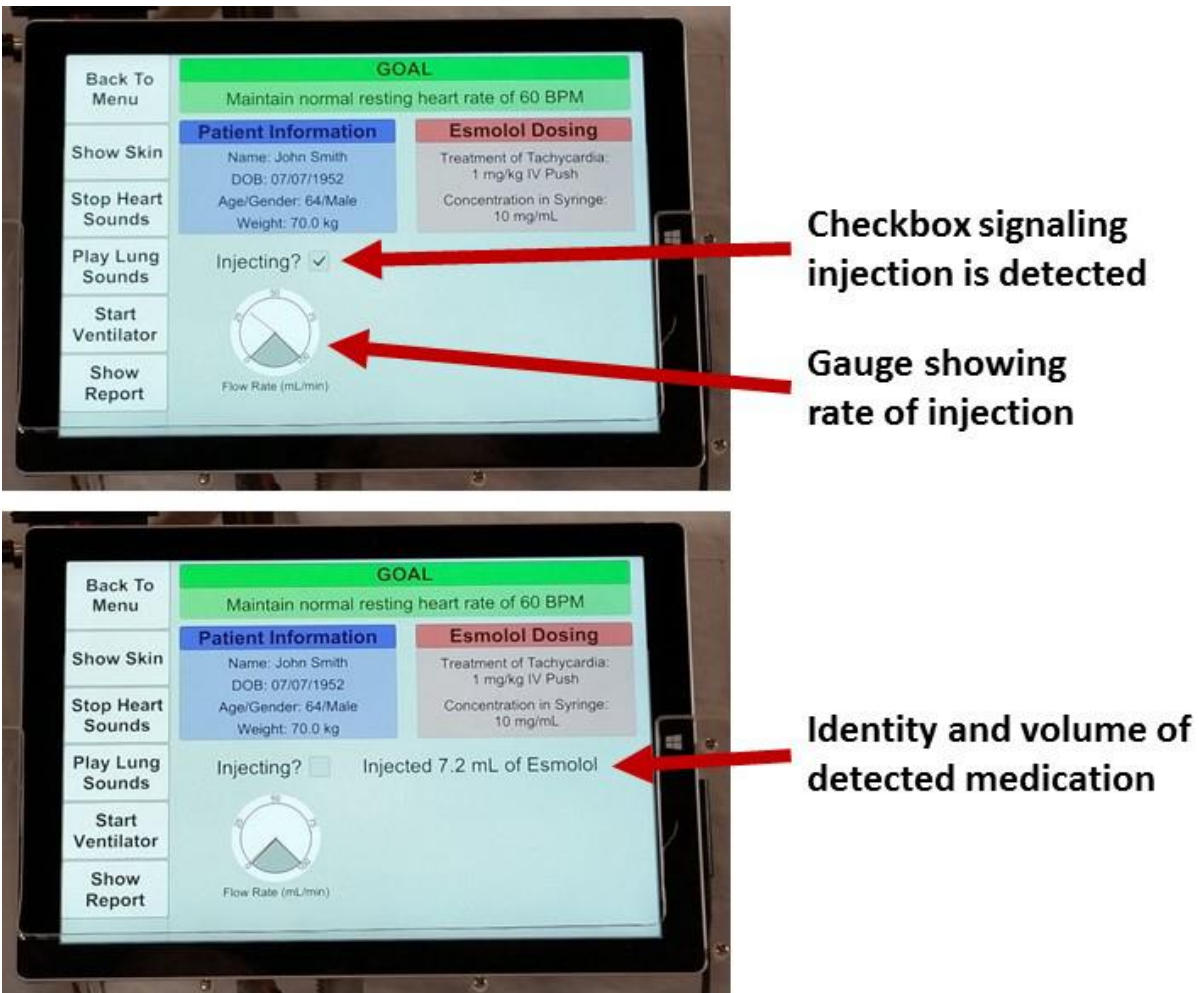 Back To
Menu
Show Skin
Stop Heart
Sounds
Play Lung
Sounds
Start
Ventilator
Show
Report
GOAL
Maintain normal resting heart rate of 60 BPM
Patient Information
Name: John Smith
DOB: 07/07/1952
Age/Gender: 64/Male
Weight: 70.0 kg
Esmolol Dosing
Treatment of Tachycardia:
1 mg/kg IV Push
Concentration in Syringe:
10 mg/mL
Injecting?
50
Flow Rate (mL/min)
Checkbox signaling
injection is detected
Gauge showing
rate of injection
Back To
Menu
Show Skin
Stop Heart
Sounds
Play Lung
Sounds
Start
Ventilator
Show
Report
GOAL
Maintain normal resting heart rate of 60 BPM
Patient Information
Name: John Smith
DOB: 07/07/1952
Age/Gender: 64/Male
Weight: 70.0 kg
Esmolol Dosing
Treatment of Tachycardia:
1 mg/kg IV Push
Concentration in Syringe:
10 mg/mL
Injecting?
Injected 7.2 mL of Esmolol
50
Flow Rate (mL/min)
Identity and volume of
detected medication